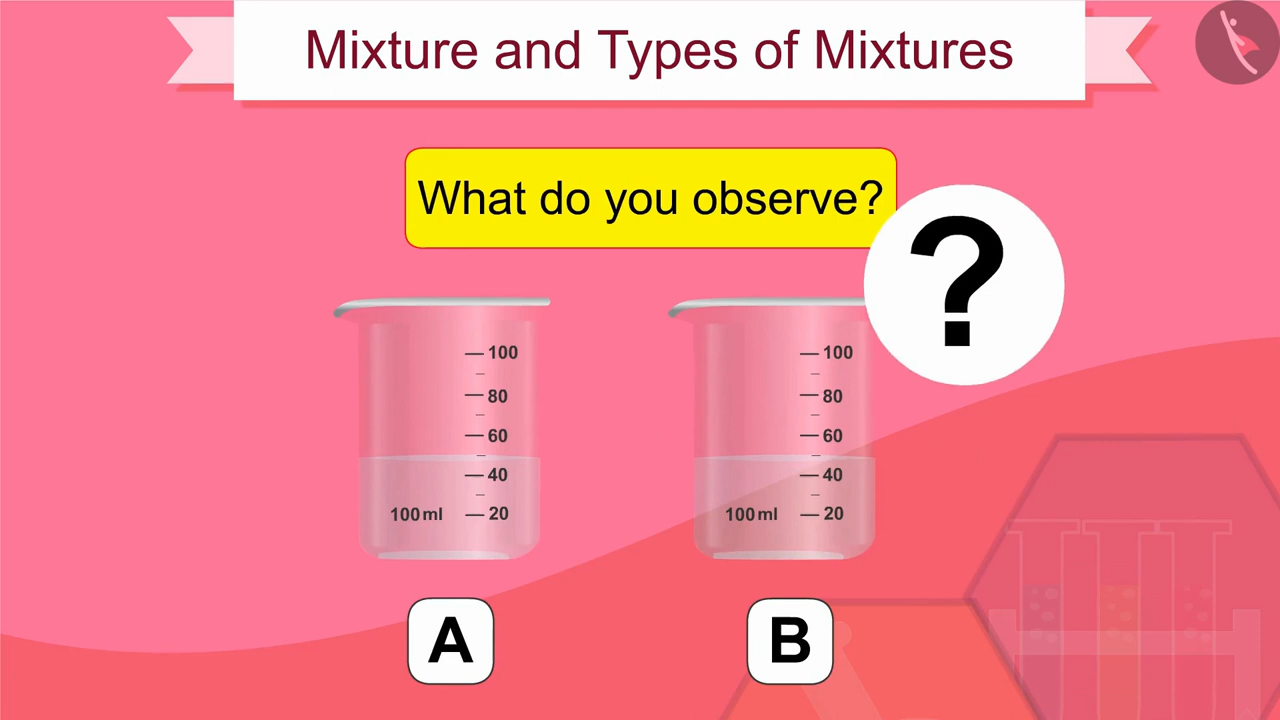 Mixture and Types of Mixtures
What do you observe?
?
100
80
60
40
100 ml
20
100
80
60
40
100 ml
20
A
B